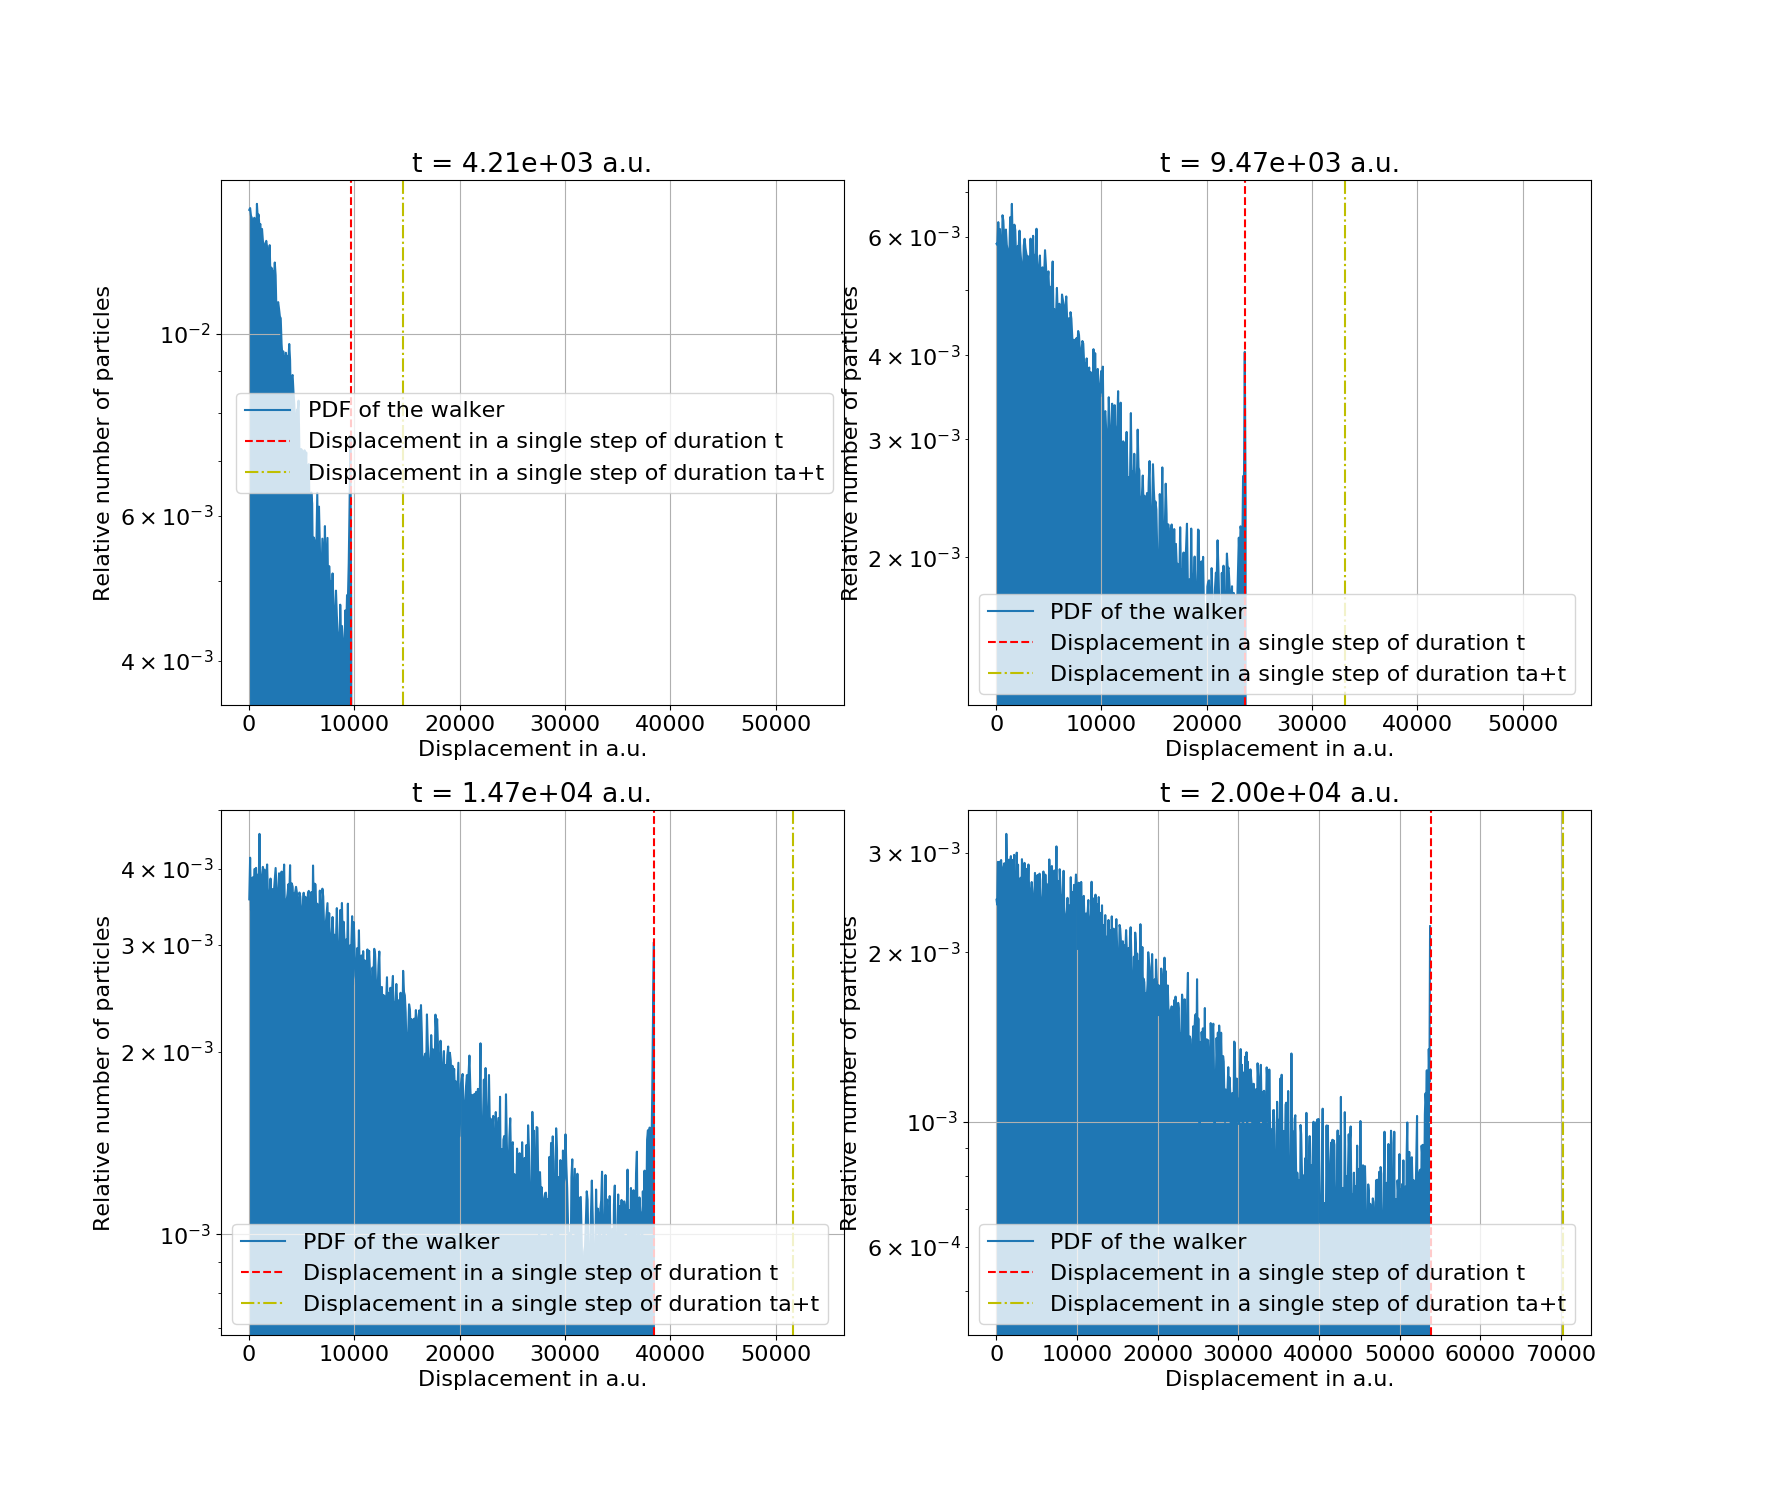 t = 4.21e+03 a.u.
Relative number of particles
10⁻²
6 × 10⁻³
4 × 10⁻³
PDF of the walker
Displacement in a single step of duration t
Displacement in a single step of duration ta+t
0 10000 20000 30000 40000 50000
Displacement in a.u.
t = 9.47e+03 a.u.
Relative number of particles
6 × 10⁻³
4 × 10⁻³
3 × 10⁻³
2 × 10⁻³
PDF of the walker
Displacement in a single step of duration t
Displacement in a single step of duration ta+t
0 10000 20000 30000 40000 50000
Displacement in a.u.
t = 1.47e+04 a.u.
Relative number of particles
4 × 10⁻³
3 × 10⁻³
2 × 10⁻³
10⁻³
PDF of the walker
Displacement in a single step of duration t
Displacement in a single step of duration ta+t
0 10000 20000 30000 40000 50000
Displacement in a.u.
t = 2.00e+04 a.u.
Relative number of particles
3 × 10⁻³
2 × 10⁻³
10⁻³
6 × 10⁻⁴
PDF of the walker
Displacement in a single step of duration t
Displacement in a single step of duration ta+t
0 10000 20000 30000 40000 50000 60000 70000
Displacement in a.u.